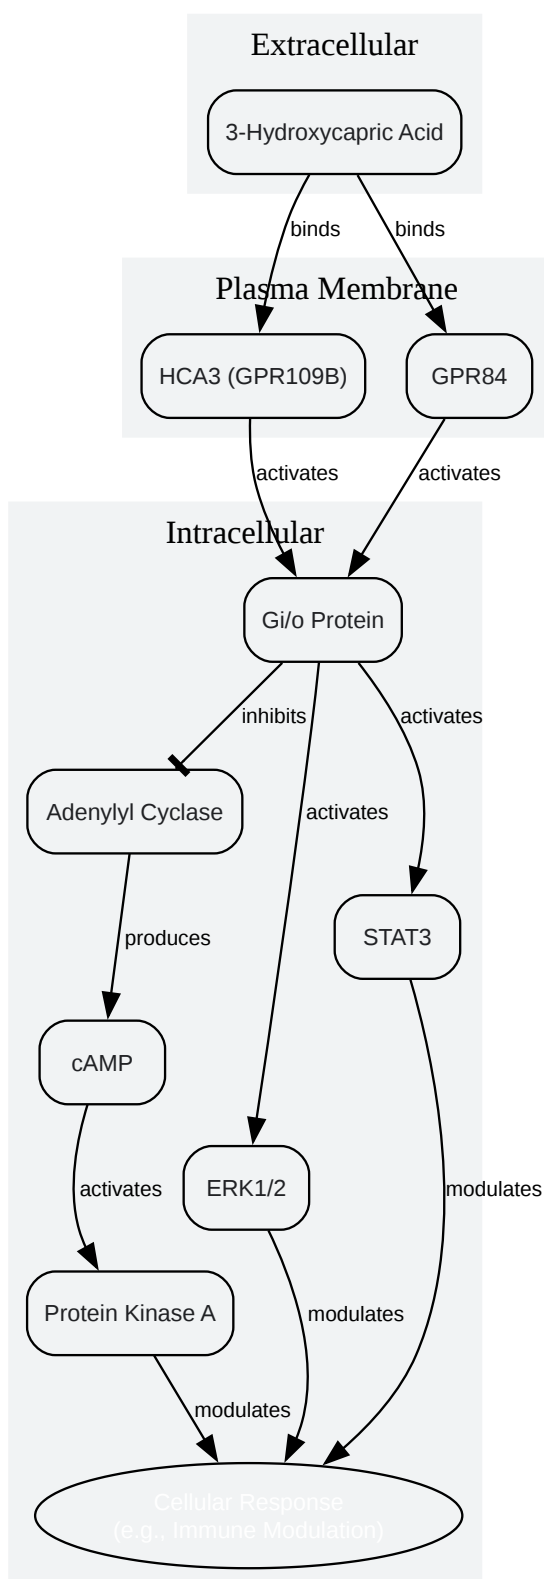 Extracellular
3-Hydroxycapric Acid
binds
binds
Plasma Membrane
HCA3 (GPR109B)
GPR84
activates
activates
Intracellular
Gi/o Protein
inhibits
activates
activates
Adenylyl Cyclase
produces
STAT3
cAMP
activates
ERK1/2
modulates
Protein Kinase A
modulates
modulates
Cellular Response
(e.g., Immune Modulation)